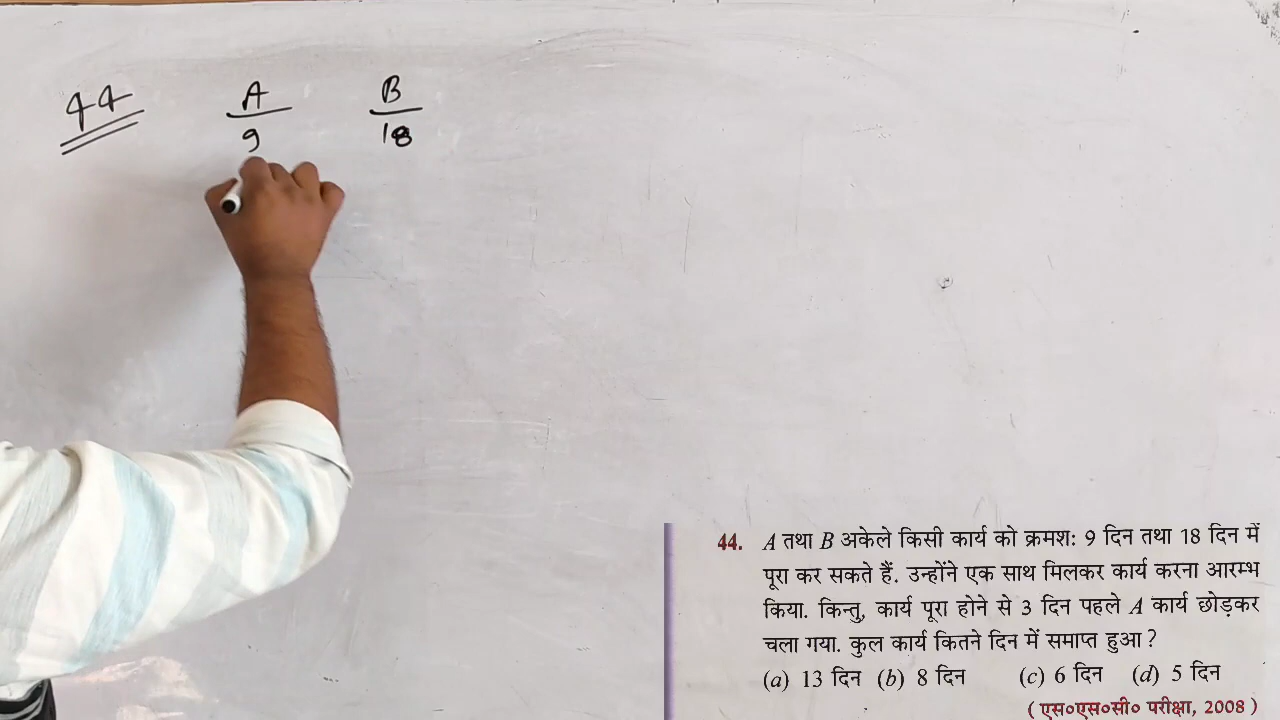 44 A B
9 18
44. A तथा B अकेले किसी कार्य को क्रमश: 9 दिन तथा 18 दिन में
पूरा कर सकते हैं. उन्होंने एक साथ मिलकर कार्य करना आरम्भ
किया. किन्तु, कार्य पूरा होने से 3 दिन पहले A कार्य छोड़कर
चला गया. कुल कार्य कितने दिन में समाप्त हुआ ?
(a) 13 दिन (b) 8 दिन (c) 6 दिन (d) 5 दिन
( एस०एस०सी० परीक्षा, 2008 )